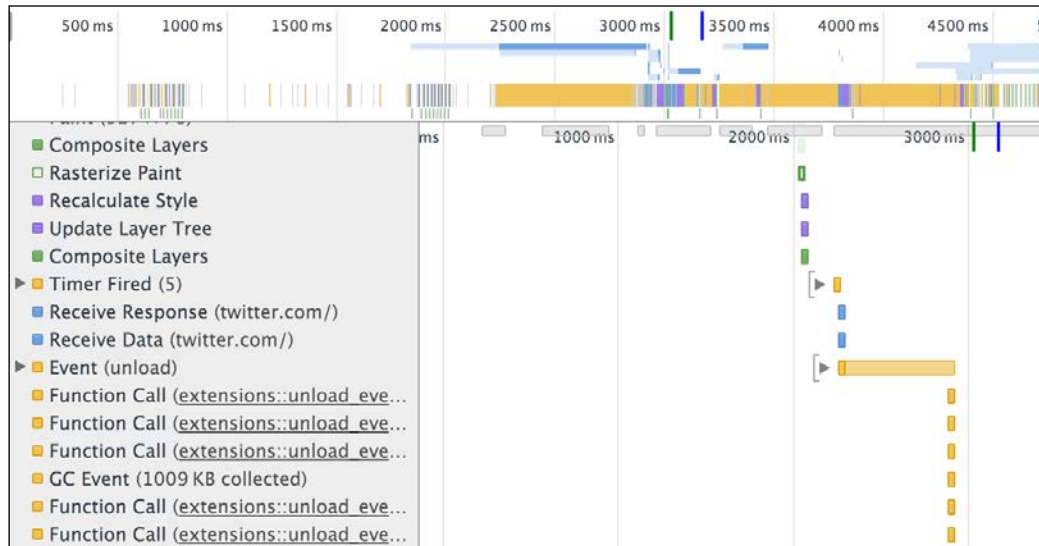 500 ms 1000 ms 1500 ms 2000 ms 2500 ms 3000 ms 3500 ms 4000 ms 4500 ms 5
ms 1000 ms 2000 ms 3000 ms
Composite Layers
Rasterize Paint
Recalculate Style
Update Layer Tree
Composite Layers
Timer Fired (5)
Receive Response (twitter.com/)
Receive Data (twitter.com/)
Event (unload)
Function Call (extensions::unload_eve...
Function Call (extensions::unload_eve...
Function Call (extensions::unload_eve...
GC Event (1009 KB collected)
Function Call (extensions::unload_eve...
Function Call (extensions::unload_eve...